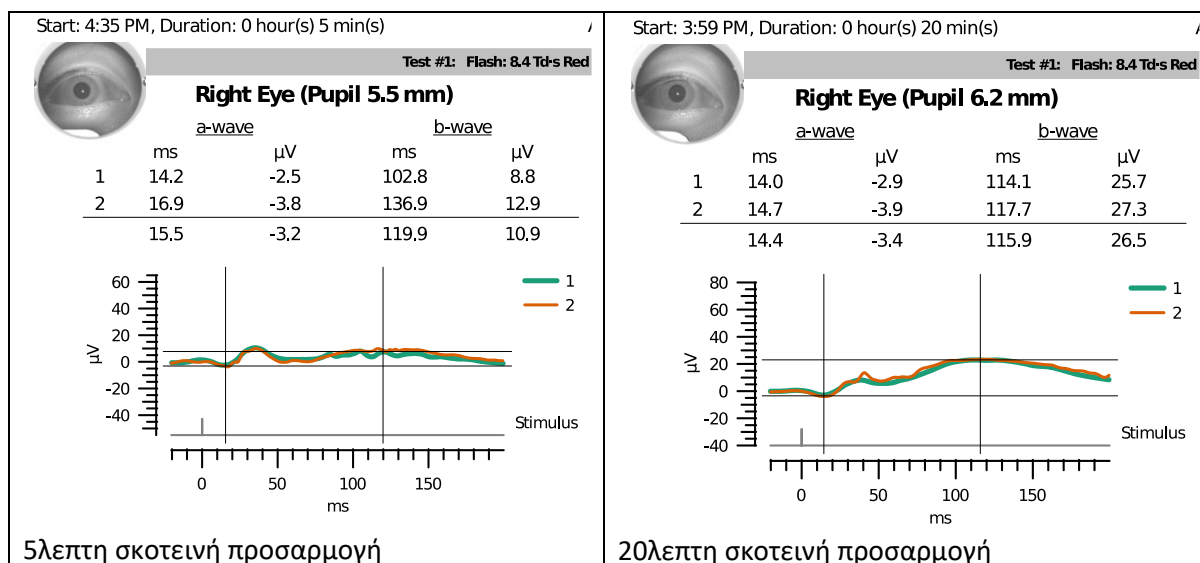 Start: 4:35 PM, Duration: 0 hour(s) 5 min(s)
Test #1: Flash: 8.4 Td·s Red
Right Eye (Pupil 5.5 mm)
a-wave b-wave
ms µV ms µV
1 14.2 -2.5 102.8 8.8
2 16.9 -3.8 136.9 12.9
15.5 -3.2 119.9 10.9
60
40
20
0
-20
-40
µV
1
2
Stimulus
0 50 100 150
ms
5λεπτη σκοτεινή προσαρμογή
Start: 3:59 PM, Duration: 0 hour(s) 20 min(s)
Test #1: Flash: 8.4 Td·s Red
Right Eye (Pupil 6.2 mm)
a-wave b-wave
ms µV ms µV
1 14.0 -2.9 114.1 25.7
2 14.7 -3.9 117.7 27.3
14.4 -3.4 115.9 26.5
80
60
40
20
0
-20
-40
µV
1
2
Stimulus
0 50 100 150
ms
20λεπτη σκοτεινή προσαρμογή